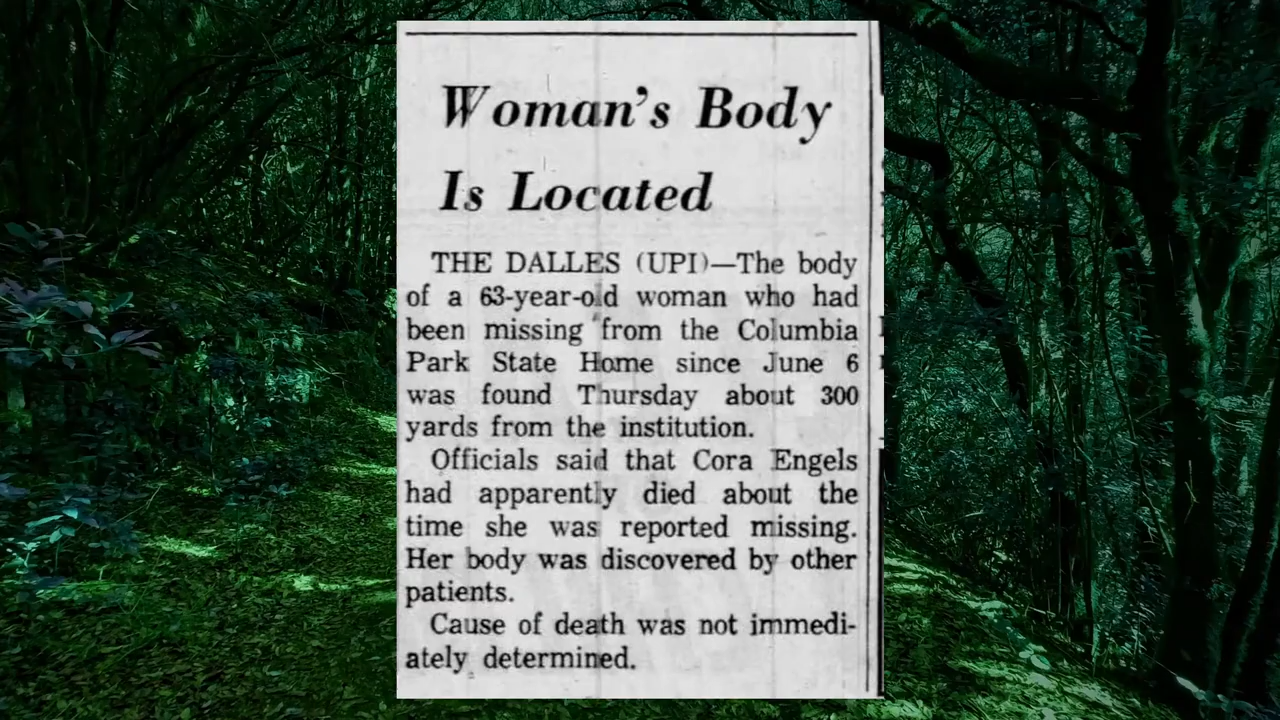 Woman's Body
Is Located
THE DALLES (UPI)—The body
of a 63-year-old woman who had
been missing from the Columbia
Park State Home since June 6
was found Thursday about 300
yards from the institution.
Officials said that Cora Engels
had apparently died about the
time she was reported missing.
Her body was discovered by other
patients.
Cause of death was not immedi-
ately determined.